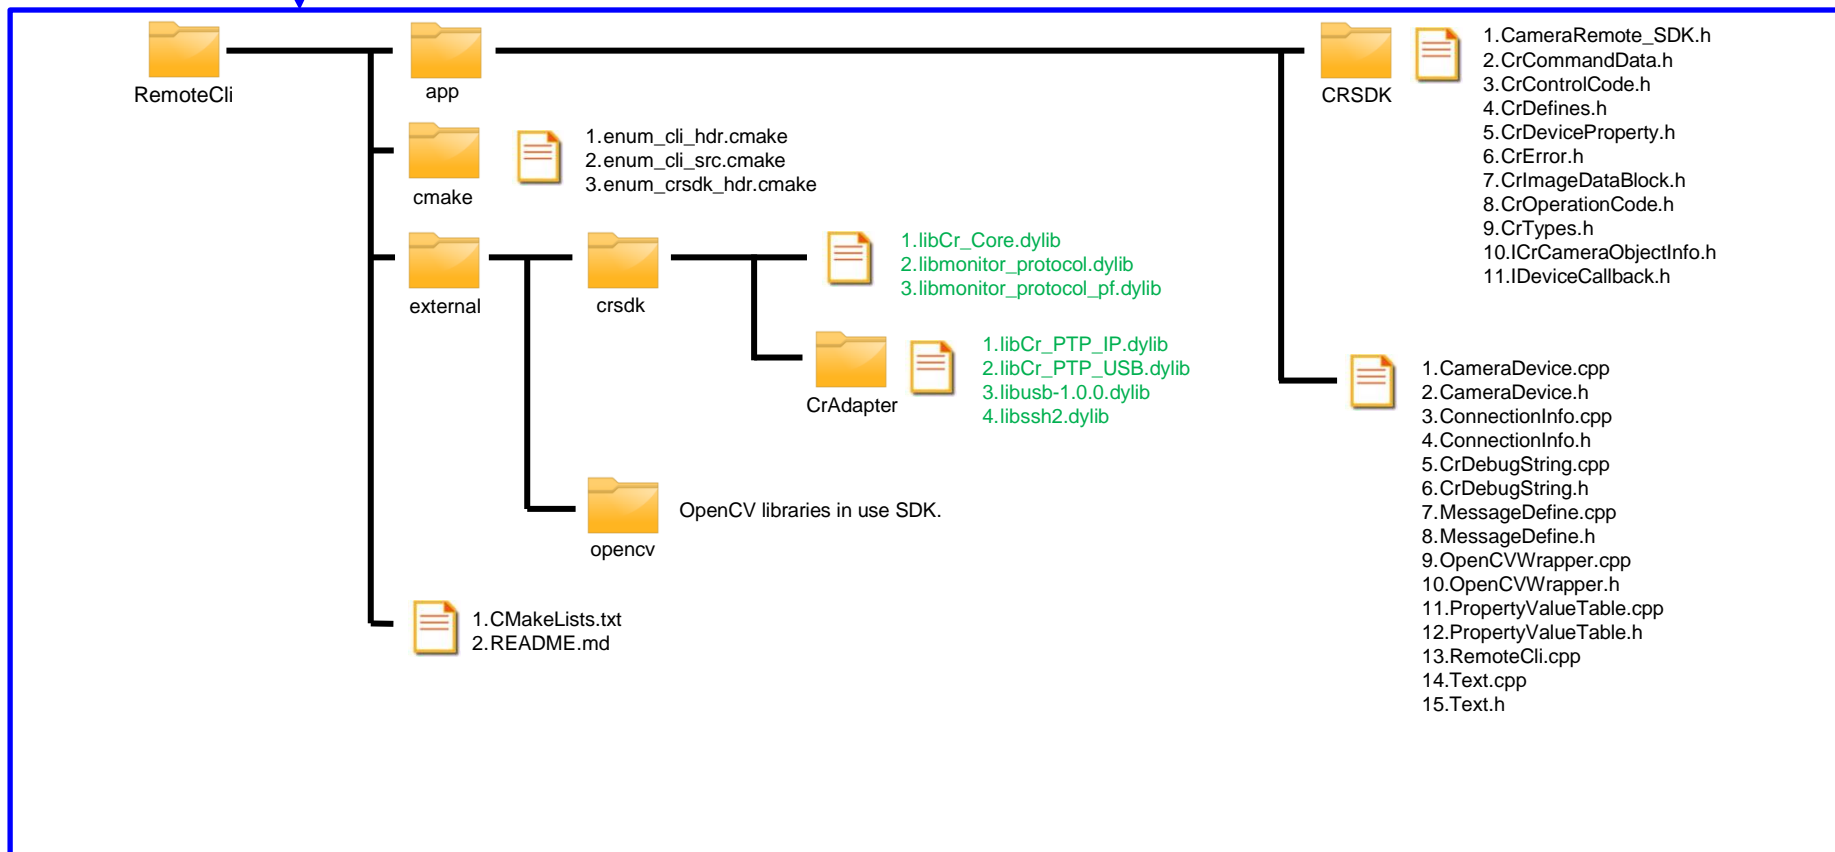 RemoteCli
app
CRSDK
1.CameraRemote_SDK.h
2.CrCommandData.h
3.CrControlCode.h
4.CrDefines.h
5.CrDeviceProperty.h
6.CrError.h
7.CrImageDataBlock.h
8.CrOperationCode.h
9.CrTypes.h
10.ICrCameraObjectInfo.h
11.IDeviceCallback.h
cmake
1.enum_cli_hdr.cmake
2.enum_cli_src.cmake
3.enum_crsdk_hdr.cmake
external
crsdk
1.libCr_Core.dylib
2.libmonitor_protocol.dylib
3.libmonitor_protocol_pf.dylib
CrAdapter
1.libCr_PTP_IP.dylib
2.libCr_PTP_USB.dylib
3.libusb-1.0.0.dylib
4.libssh2.dylib
1.CameraDevice.cpp
2.CameraDevice.h
3.ConnectionInfo.cpp
4.ConnectionInfo.h
5.CrDebugString.cpp
6.CrDebugString.h
7.MessageDefine.cpp
8.MessageDefine.h
9.OpenCVWrapper.cpp
10.OpenCVWrapper.h
11.PropertyValueTable.cpp
12.PropertyValueTable.h
13.RemoteCli.cpp
14.Text.cpp
15.Text.h
opencv
OpenCV libraries in use SDK.
1.CMakeLists.txt
2.README.md